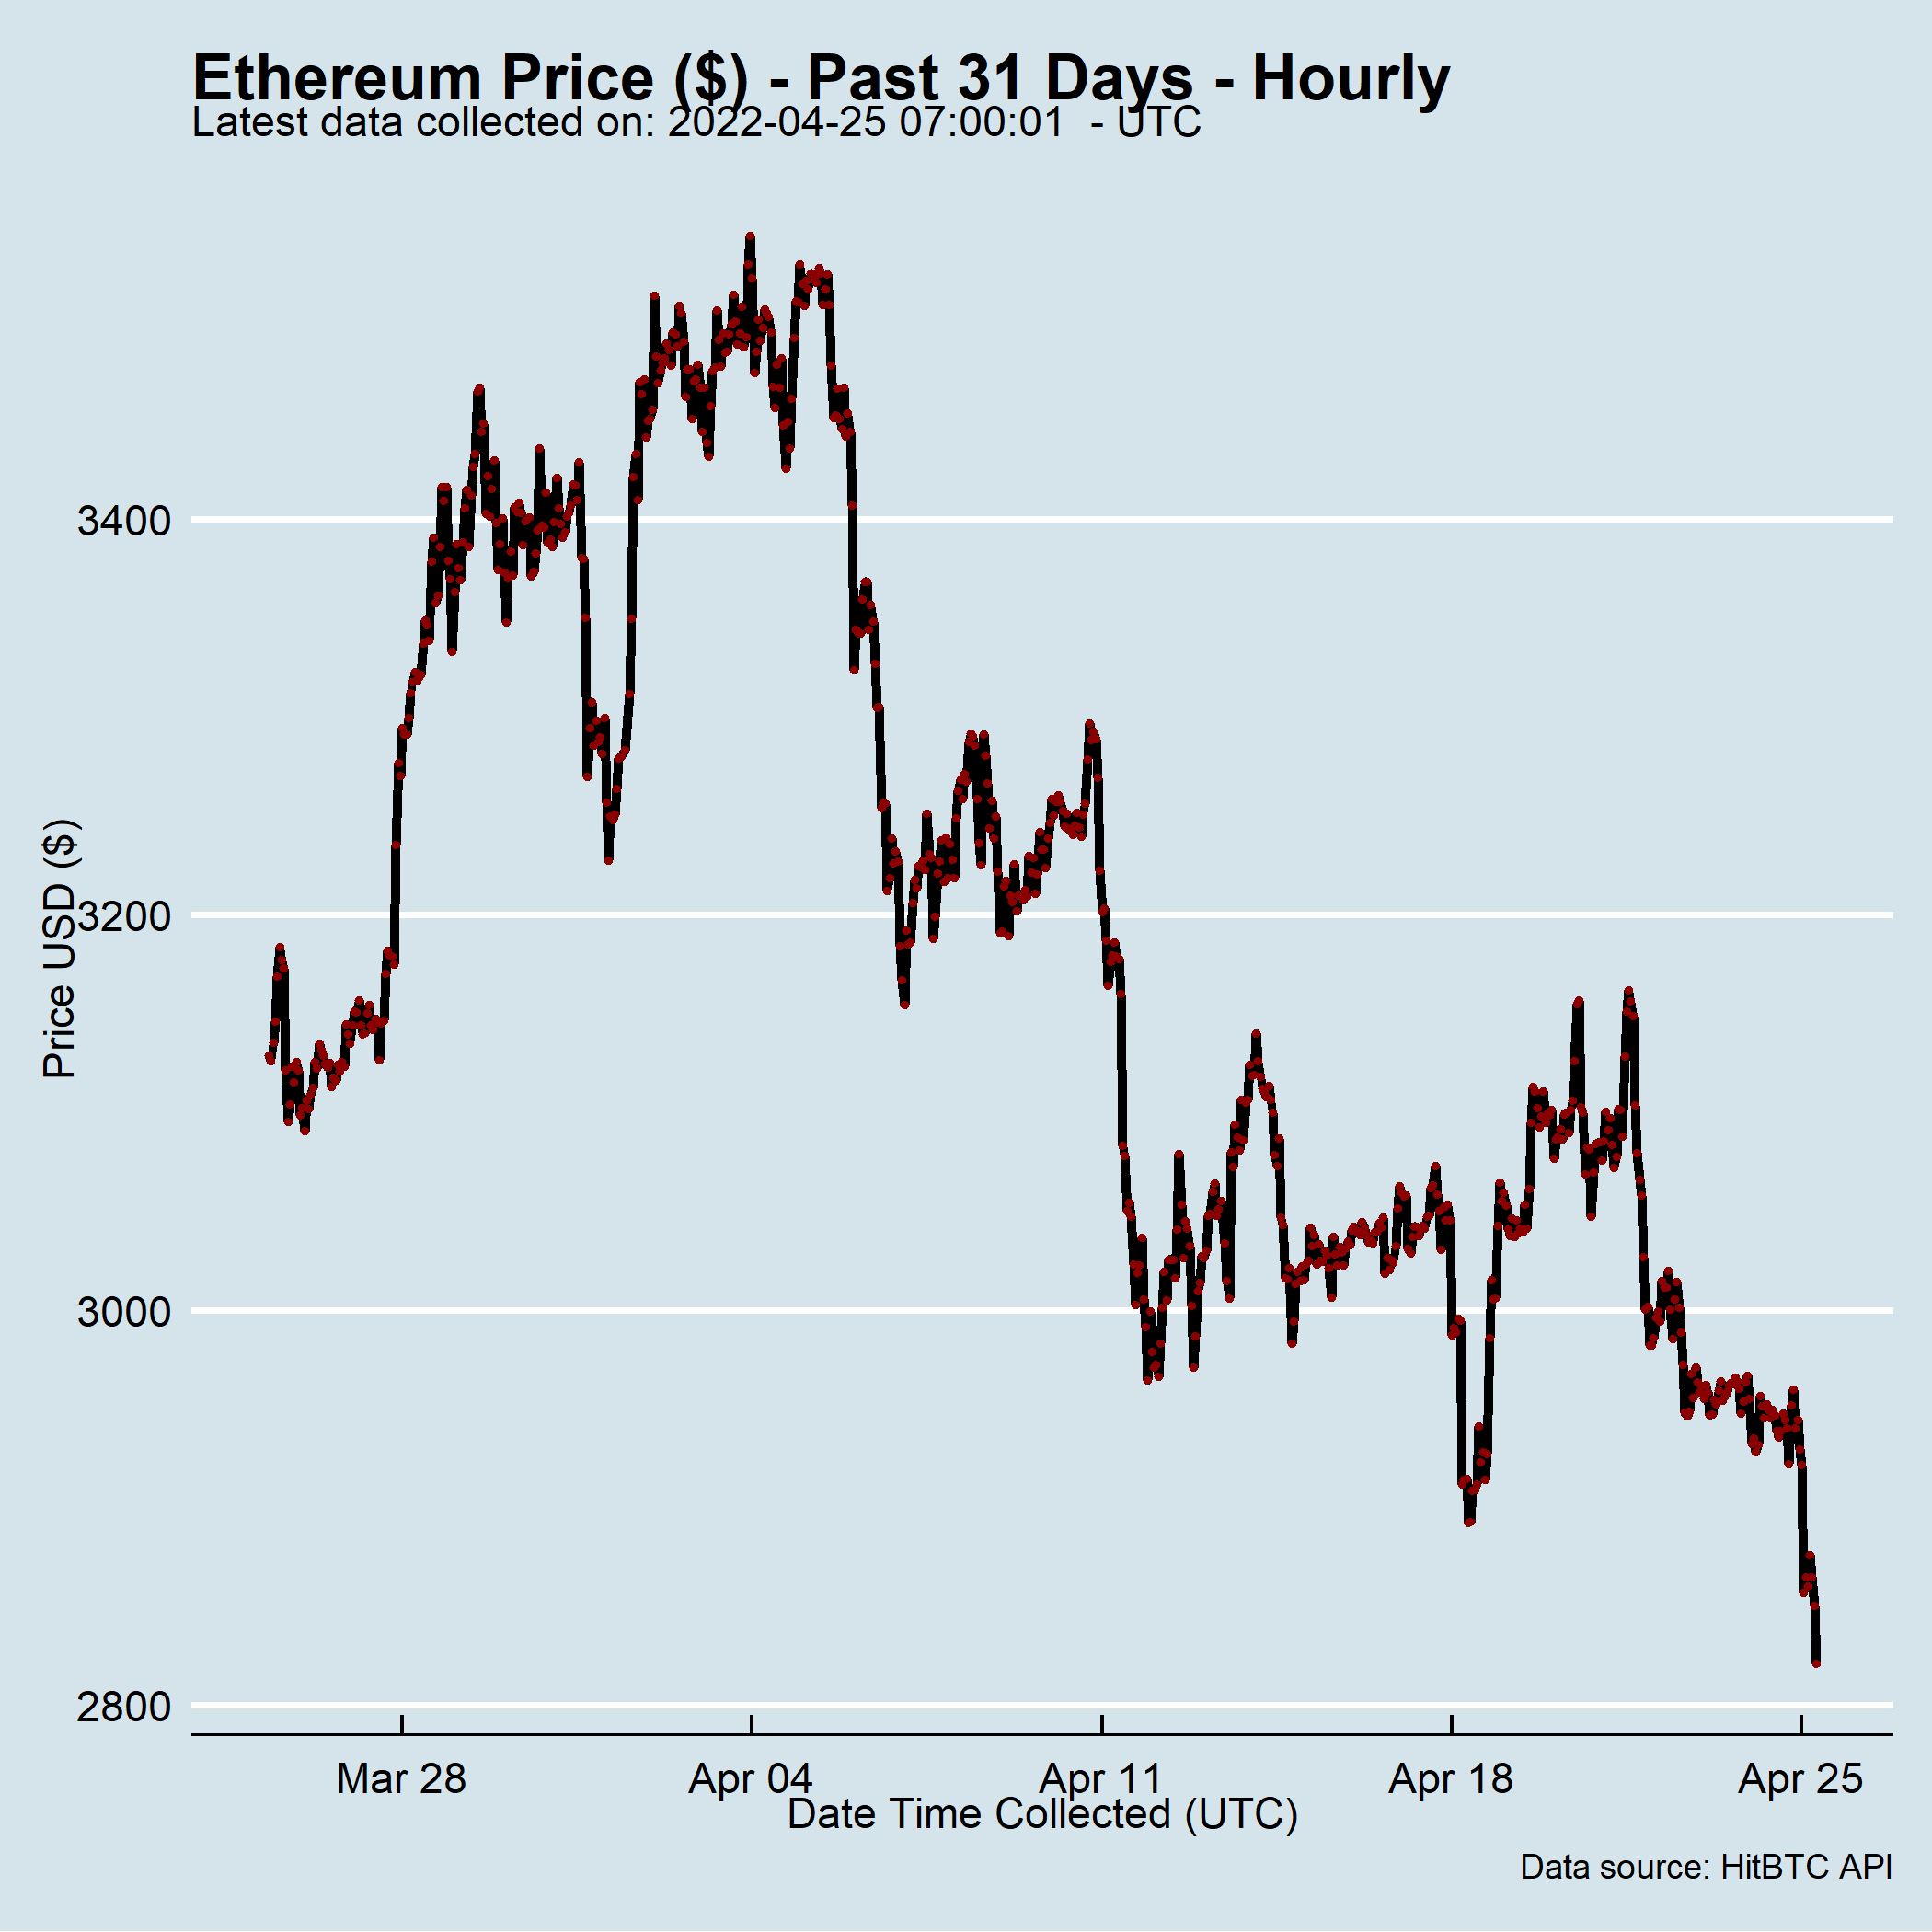 Ethereum Price ($) - Past 31 Days - Hourly
Latest data collected on: 2022-04-25 07:00:01  - UTC
Price USD ($)
3400
3200
3000
2800
Mar 28
Apr 04
Apr 11
Apr 18
Apr 25
Date Time Collected (UTC)
Data source: HitBTC API